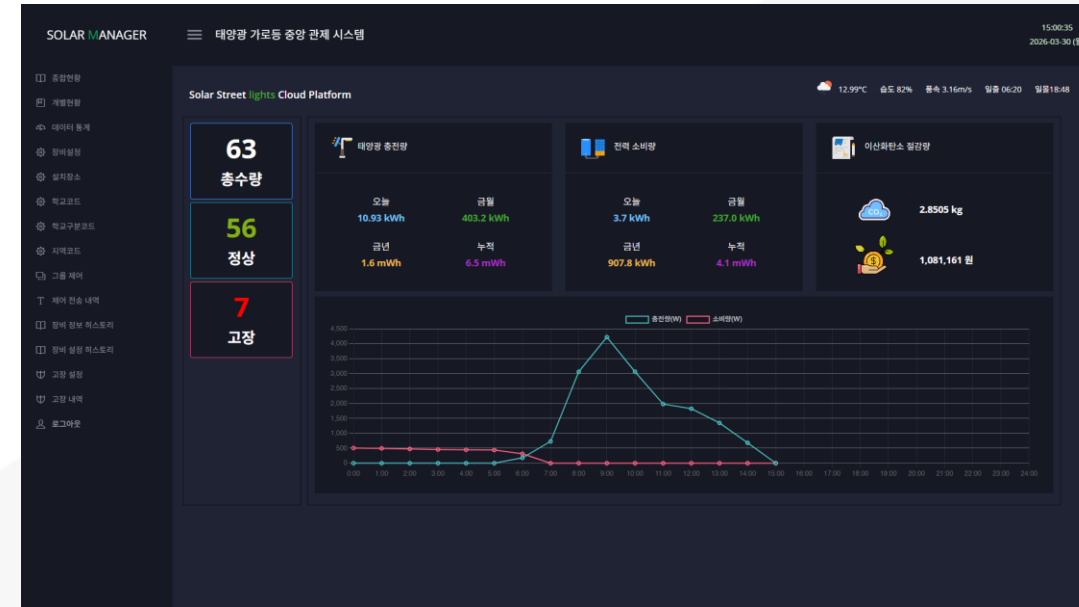 SOLAR MANAGER
태양광 가로등 중앙 관제 시스템
15:00:35
2026-03-30 (월
종합현황
개별현황
데이터 통계
장비설정
설치장소
학교코드
학교구분코드
지역코드
그룹 제어
제어 전송 내역
장비 정보 히스토리
장비 설정 히스토리
고장 설정
고장 내역
로그아웃
Solar Street lights Cloud Platform
12.99°C 습도 82% 풍속 3.16m/s 일출 06:20 일몰18:48
63
총수량
56
정상
7
고장
태양광 충전량
오늘 금월
10.93 kWh 403.2 kWh
금년 누적
1.6 mWh 6.5 mWh
전력 소비량
오늘 금월
3.7 kWh 237.0 kWh
금년 누적
907.8 kWh 4.1 mWh
이산화탄소 절감량
CO2
2.8505 kg
$
1,081,161 원
충전량(W) 소비량(W)
4,500
4,000
3,500
3,000
2,500
2,000
1,500
1,000
500
0
0:00 1:00 2:00 3:00 4:00 5:00 6:00 7:00 8:00 9:00 10:00 11:00 12:00 13:00 14:00 15:00 16:00 17:00 18:00 19:00 20:00 21:00 22:00 23:00 24:00